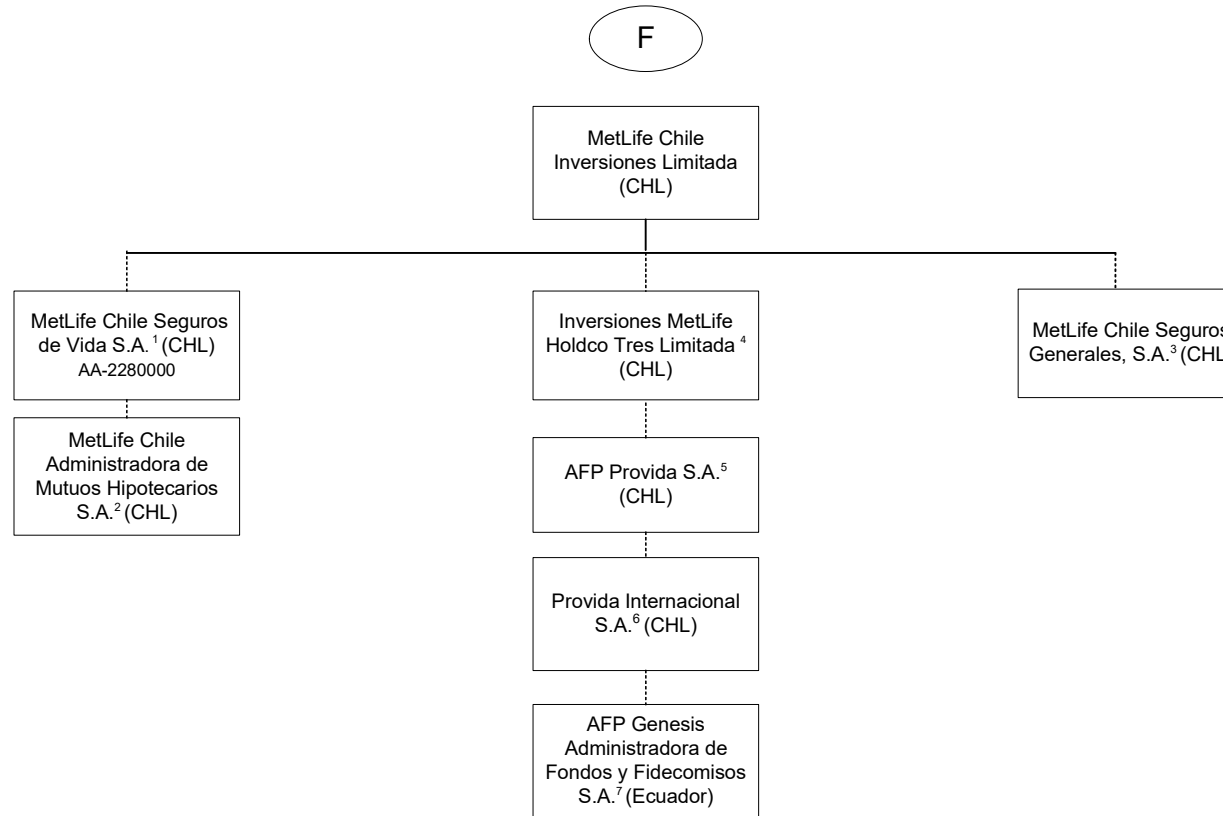 F
MetLife Chile
Inversiones Limitada
(CHL)
MetLife Chile Seguros
de Vida S.A.¹ (CHL)
AA-2280000
MetLife Chile
Administradora de
Mutuos Hipotecarios
S.A.² (CHL)
Inversiones MetLife
Holdco Tres Limitada ⁴
(CHL)
AFP Provida S.A.⁵
(CHL)
Provida Internacional
S.A.⁶ (CHL)
AFP Genesis
Administradora de
Fondos y Fidecomisos
S.A.⁷ (Ecuador)
MetLife Chile Seguros
Generales, S.A.³ (CHL